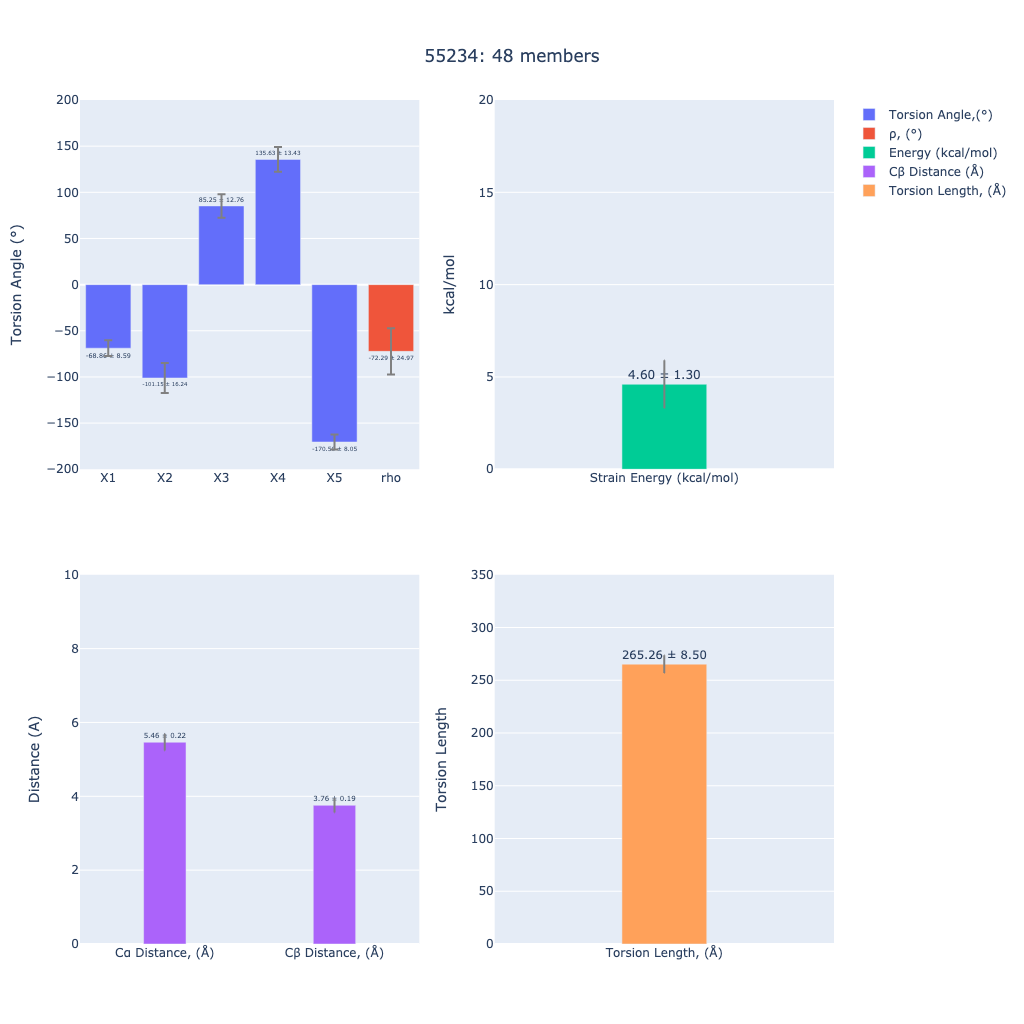 55234: 48 members
200
150
100
50
0
−50
−100
−150
−200
Torsion Angle (°)
-68.86 ± 8.59
-101.15 ± 16.24
85.25 ± 12.76
135.63 ± 13.43
± 8.05
-72.29 ± 24.97
X1 X2 X3 X4 X5 rho
20
15
10
5
0
kcal/mol
4.60 ± 1.30
Strain Energy (kcal/mol)
Torsion Angle,(°)
ρ, (°)
Energy (kcal/mol)
Cβ Distance (Å)
Torsion Length, (Å)
10
8
6
4
2
0
Distance (A)
5.46 ± 0.22
3.76 ± 0.19
Cα Distance, (Å) Cβ Distance, (Å)
350
300
250
200
150
100
50
0
Torsion Length
265.26 ± 8.50
Torsion Length, (Å)